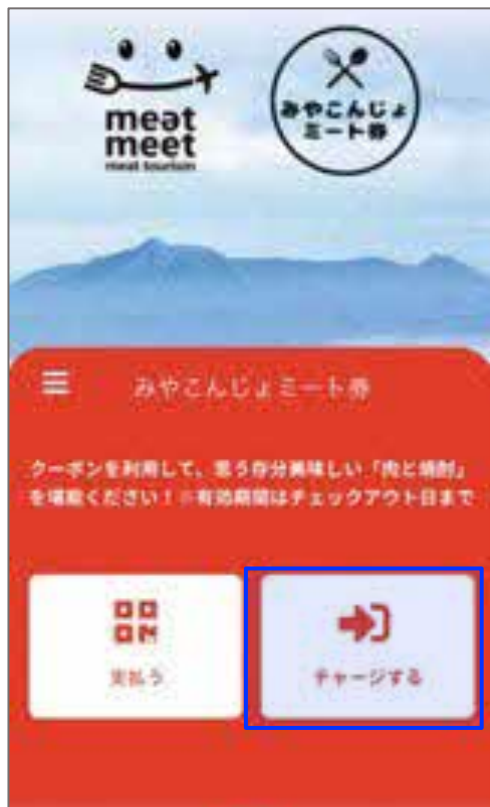 meat
meet
meat tourism
みやこんじょ
ミート券
みやこんじょミート券
クーポンを利用して、思う存分美味しい「肉と焼酎」
を堪能ください！※有効期間はチェックアウト日まで
支払う
チャージする